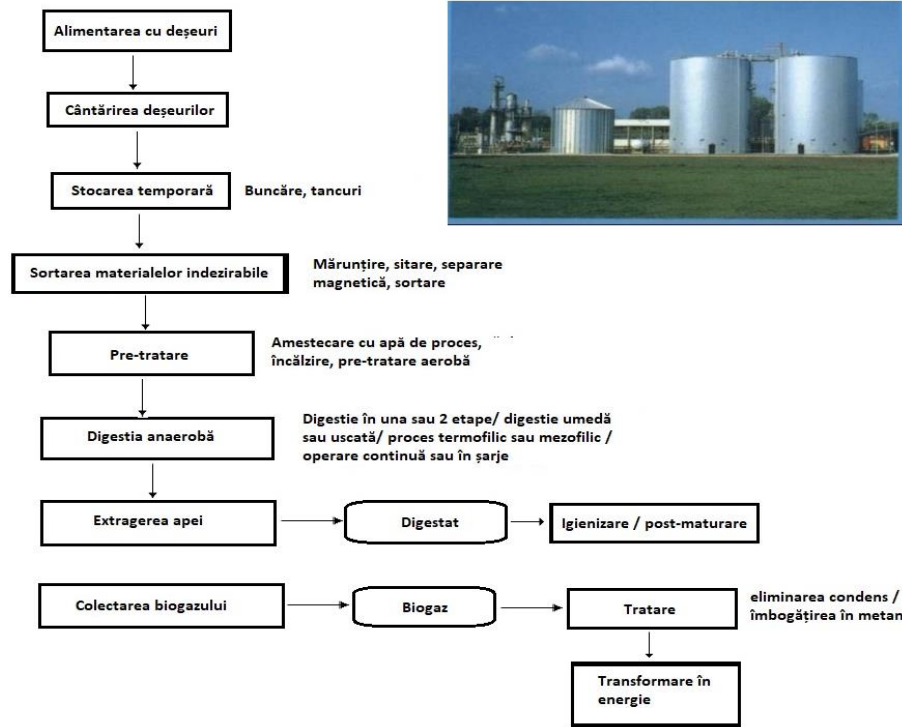 Alimentarea cu deșeuri
Cântărirea deșeurilor
Stocarea temporară
Buncăre, tancuri
Sortarea materialelor indezirabile
Mărunțire, sitare, separare
magnetică, sortare
Pre-tratare
Amestecare cu apă de proces,
încălzire, pre-tratare aerobă
Digestia anaerobă
Digestie în una sau 2 etape/ digestie umedă
sau uscată/ proces termofilic sau mezofilic /
operare continuă sau în șarje
Extragerea apei
Digestat
Igienizare / post-maturare
Colectarea biogazului
Biogaz
Tratare
eliminarea condens /
îmbogățirea în metan
Transformare în
energie